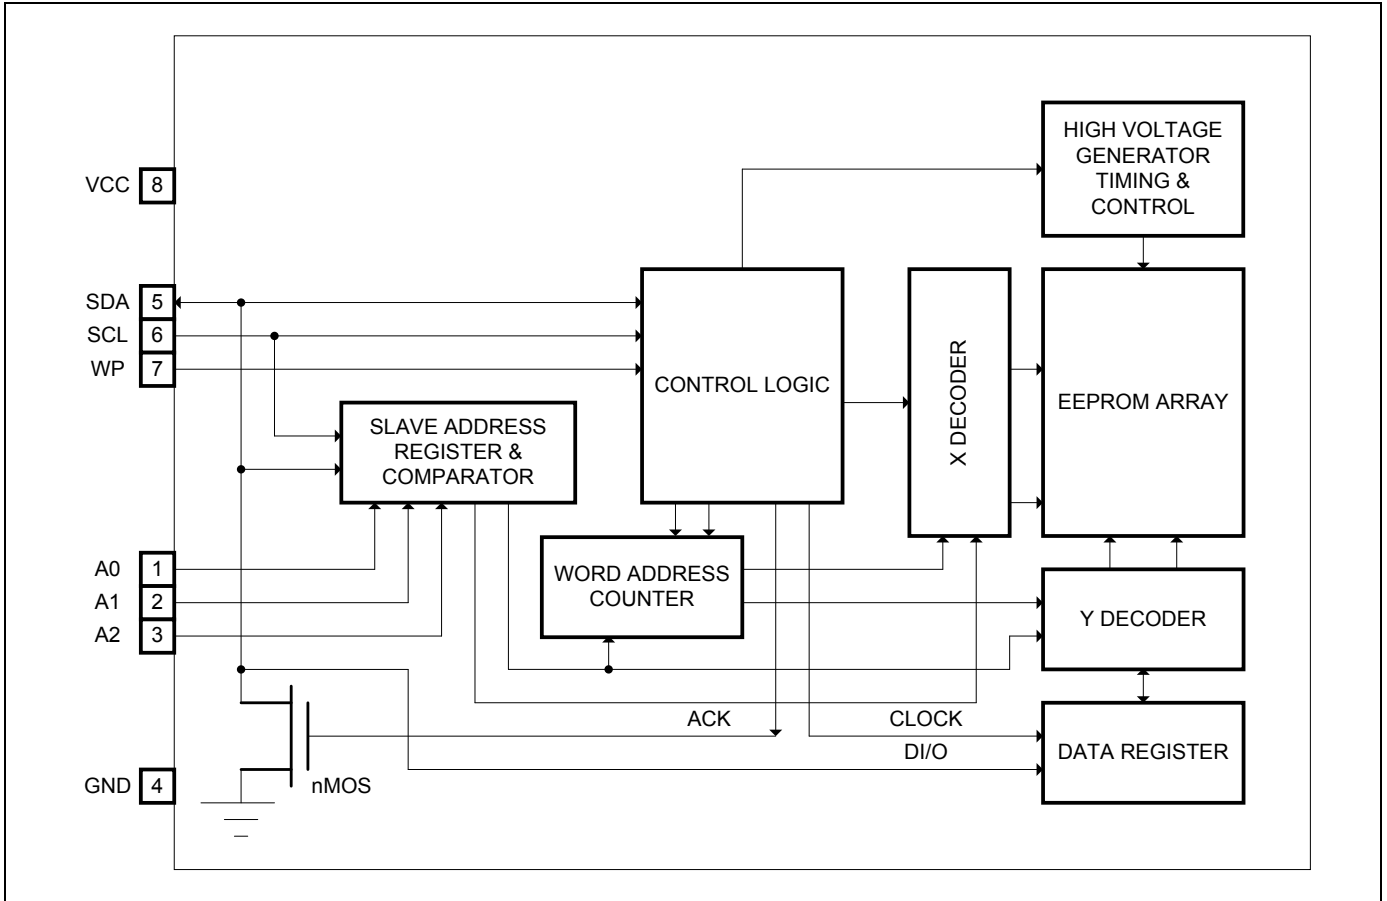 HIGH VOLTAGE
GENERATOR
TIMING &
CONTROL
VCC 8
SDA 5
SCL 6
WP 7
CONTROL LOGIC
X DECODER
EEPROM ARRAY
SLAVE ADDRESS
REGISTER &
COMPARATOR
A0 1
A1 2
A2 3
WORD ADDRESS
COUNTER
Y DECODER
ACK
CLOCK
DI/O
DATA REGISTER
GND 4
nMOS